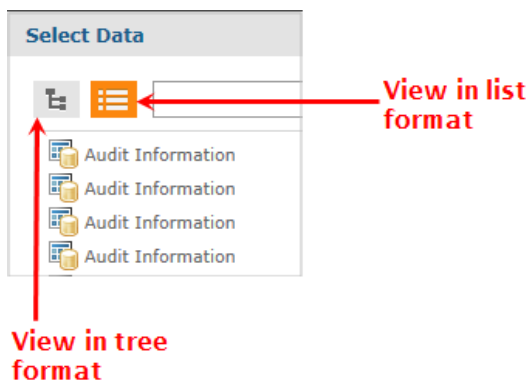 Select Data
View in list
format
Audit Information
Audit Information
Audit Information
Audit Information
View in tree
format